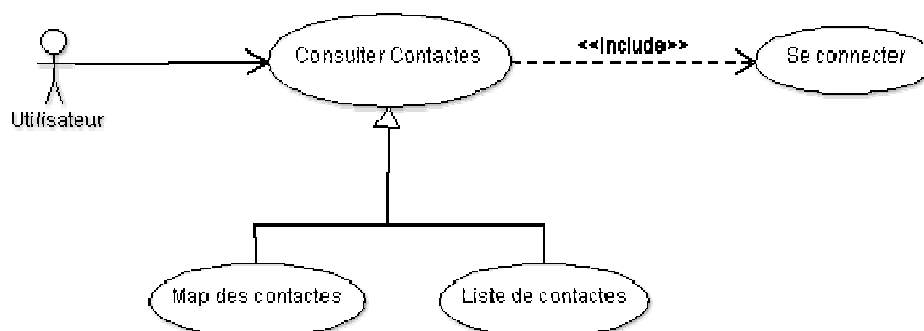 Consulter Contactes
<<include>>
Se connecter
Utilisateur
Map des contactes
Liste de contactes